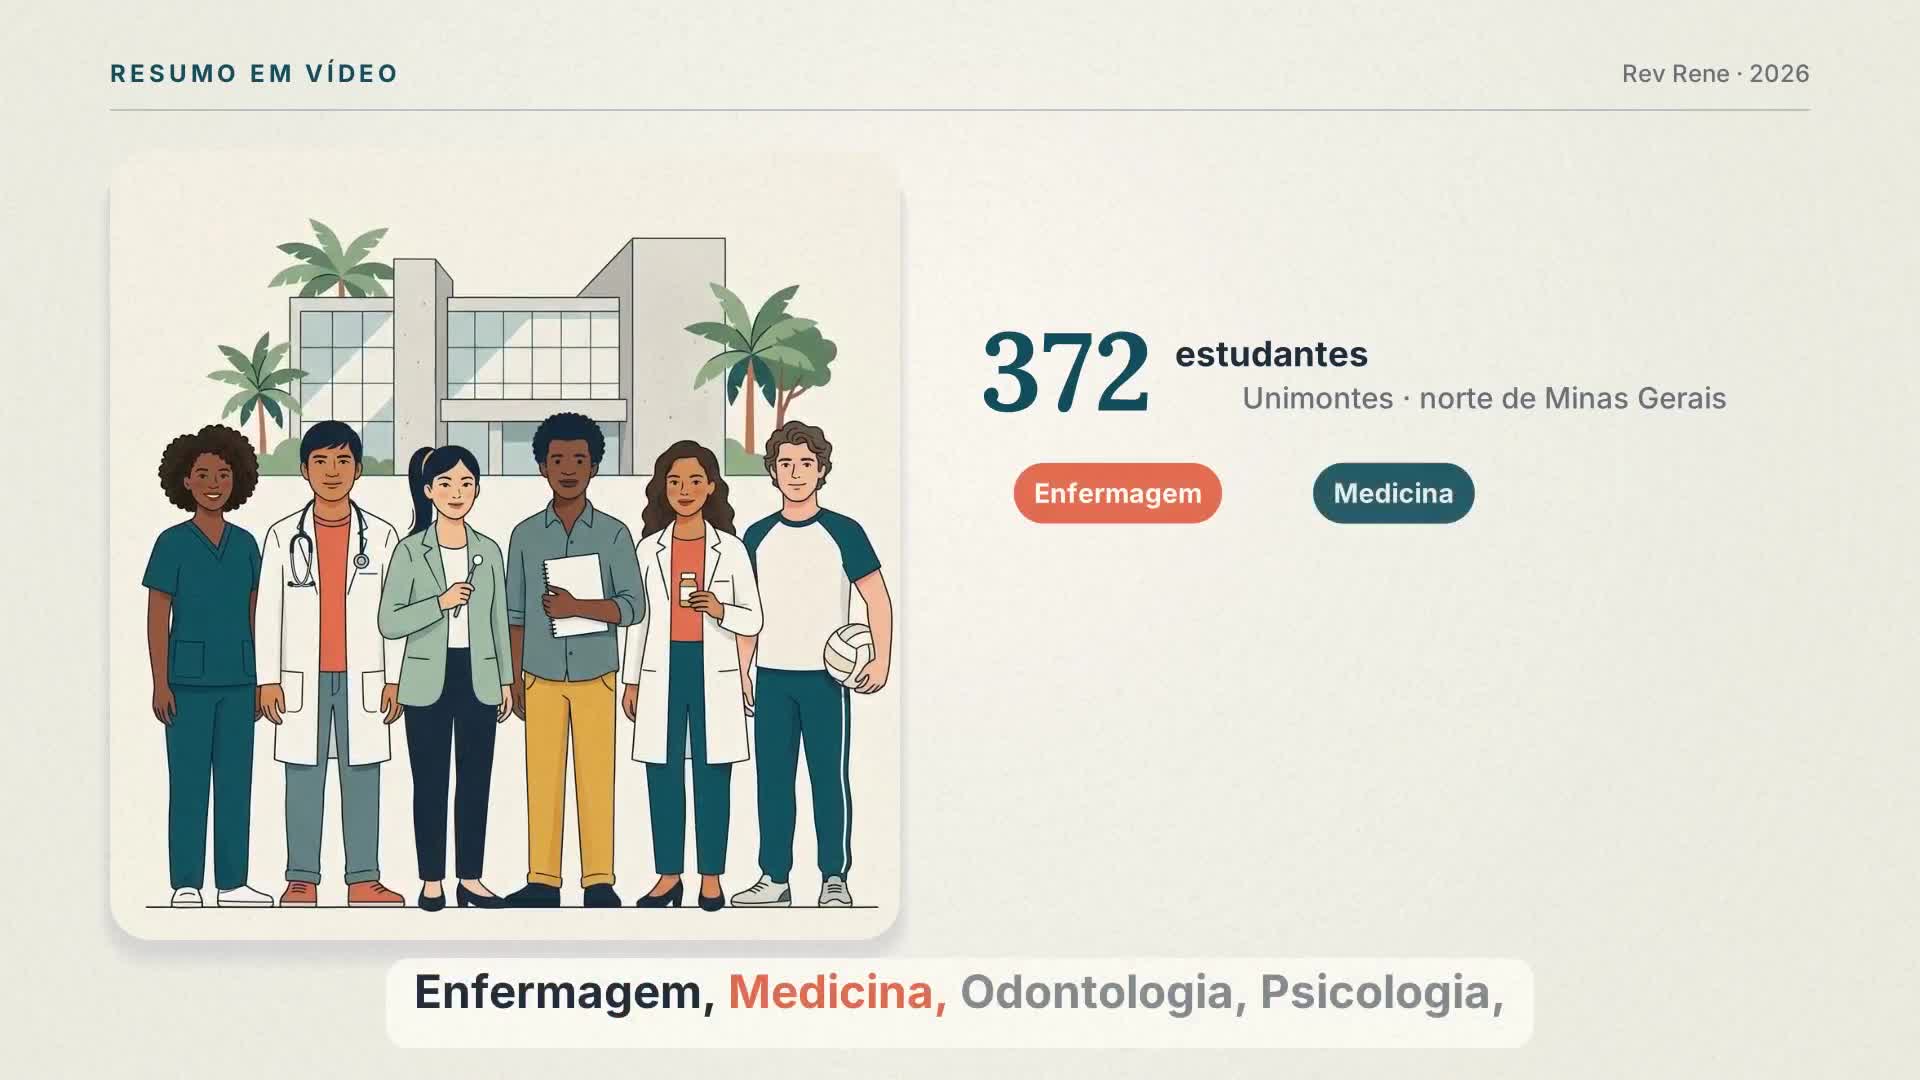 RESUMO EM VÍDEO
Rev Rene · 2026
372 estudantes
Unimontes · norte de Minas Gerais
Enfermagem
Medicina
Enfermagem, Medicina, Odontologia, Psicologia,